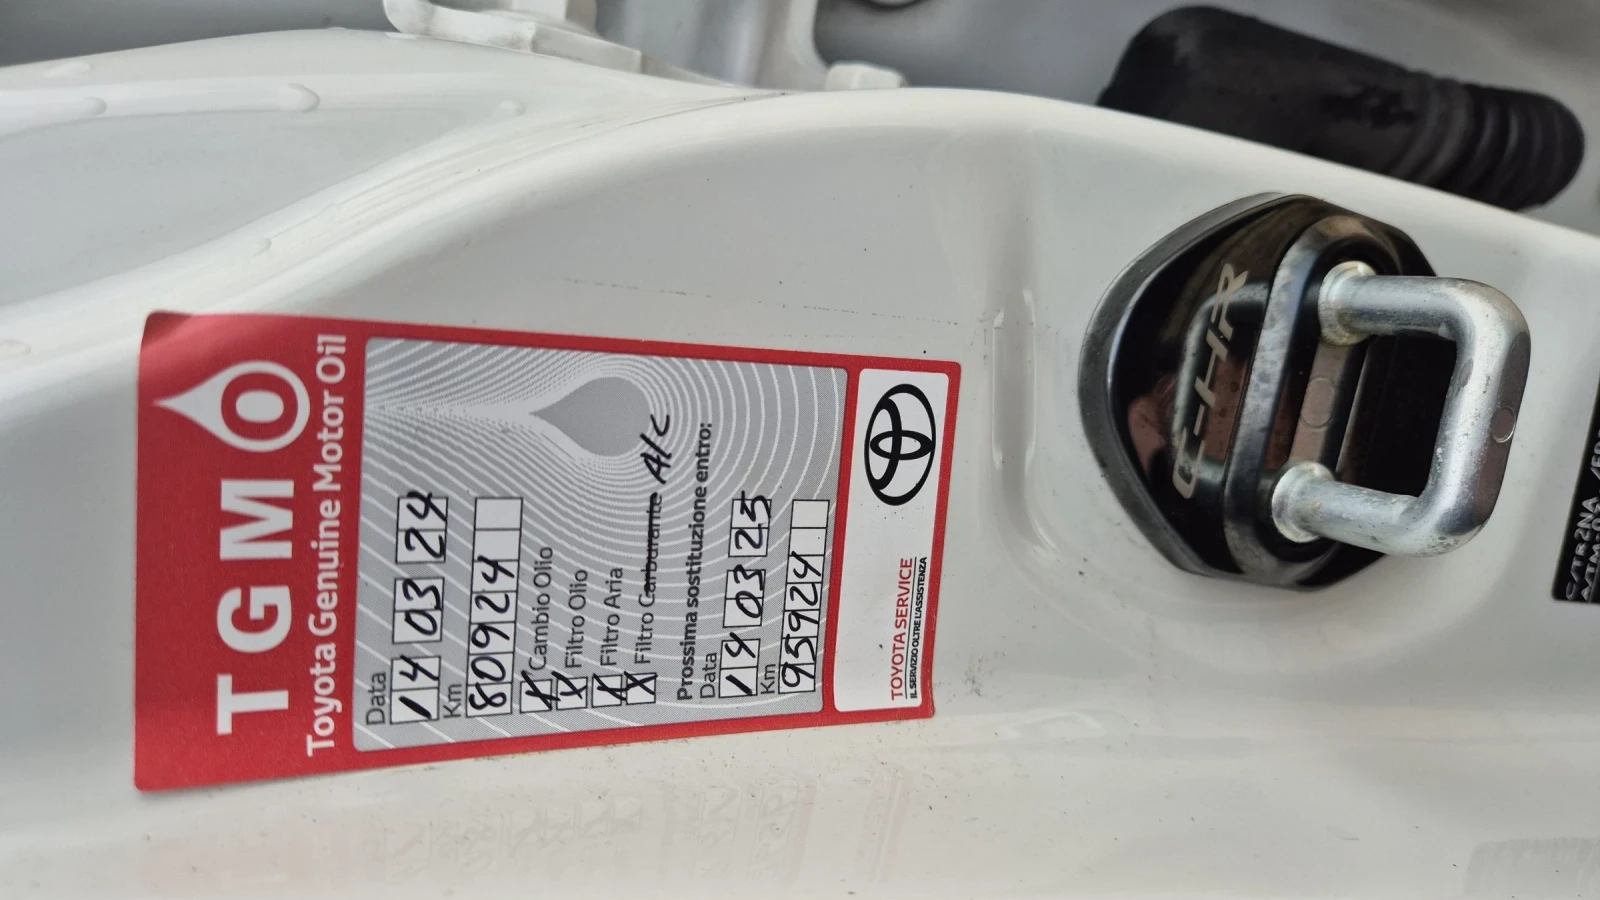 TGMO
Toyota Genuine Motor Oil
Data
14 03 24
Km
80924
X Cambio Olio
X Filtro Olio
X Filtro Aria
X Filtro Carburante A/C
Prossima sostituzione entro:
Data
14 03 25
Km
95924
TOYOTA SERVICE
IL SERVIZIO OLTRE L'ASSISTENZA
C-HR